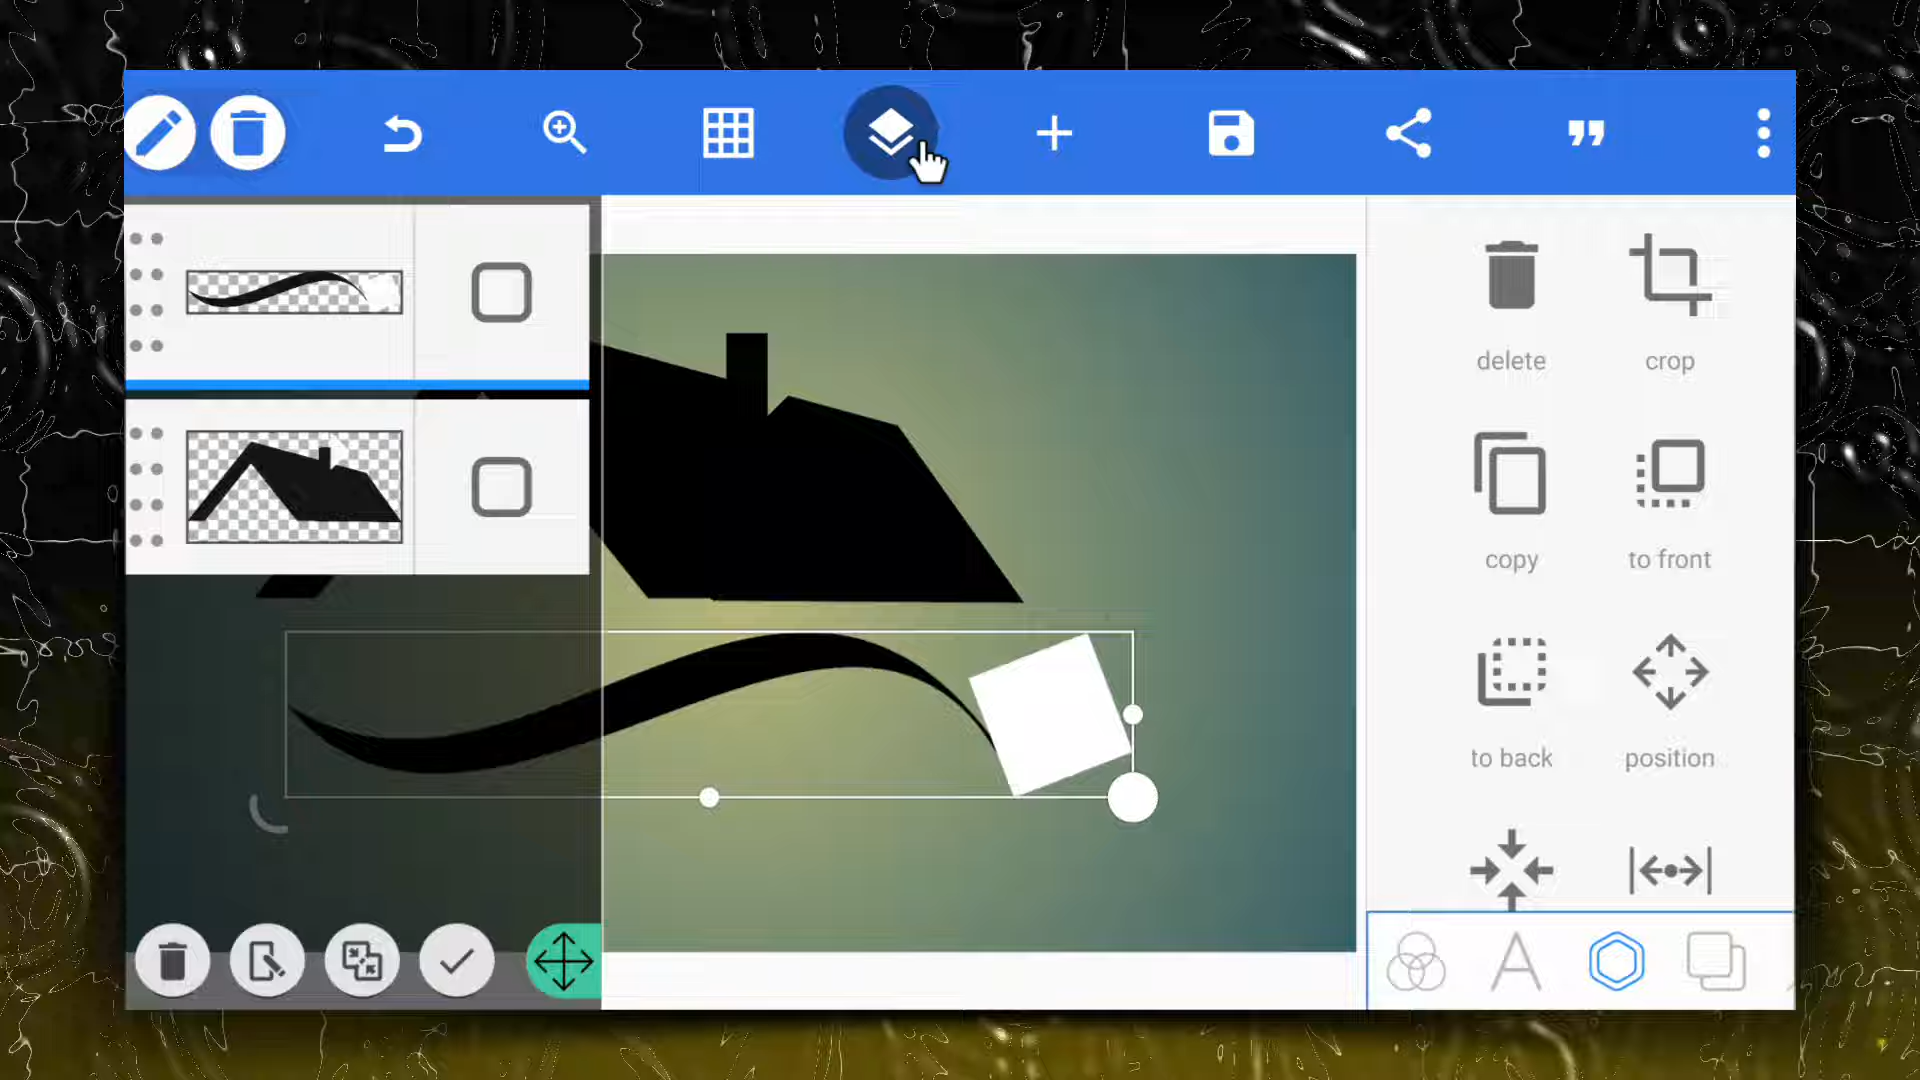 delete
crop
copy
to front
to back
position